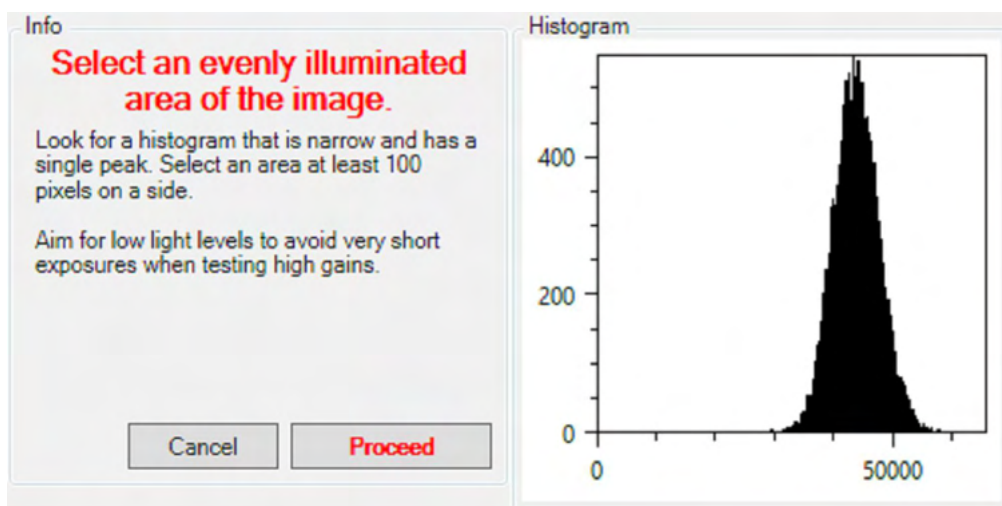 Info
Select an evenly illuminated
area of the image.
Look for a histogram that is narrow and has a
single peak. Select an area at least 100
pixels on a side.
Aim for low light levels to avoid very short
exposures when testing high gains.
Cancel
Proceed
Histogram
400
200
0
0
50000